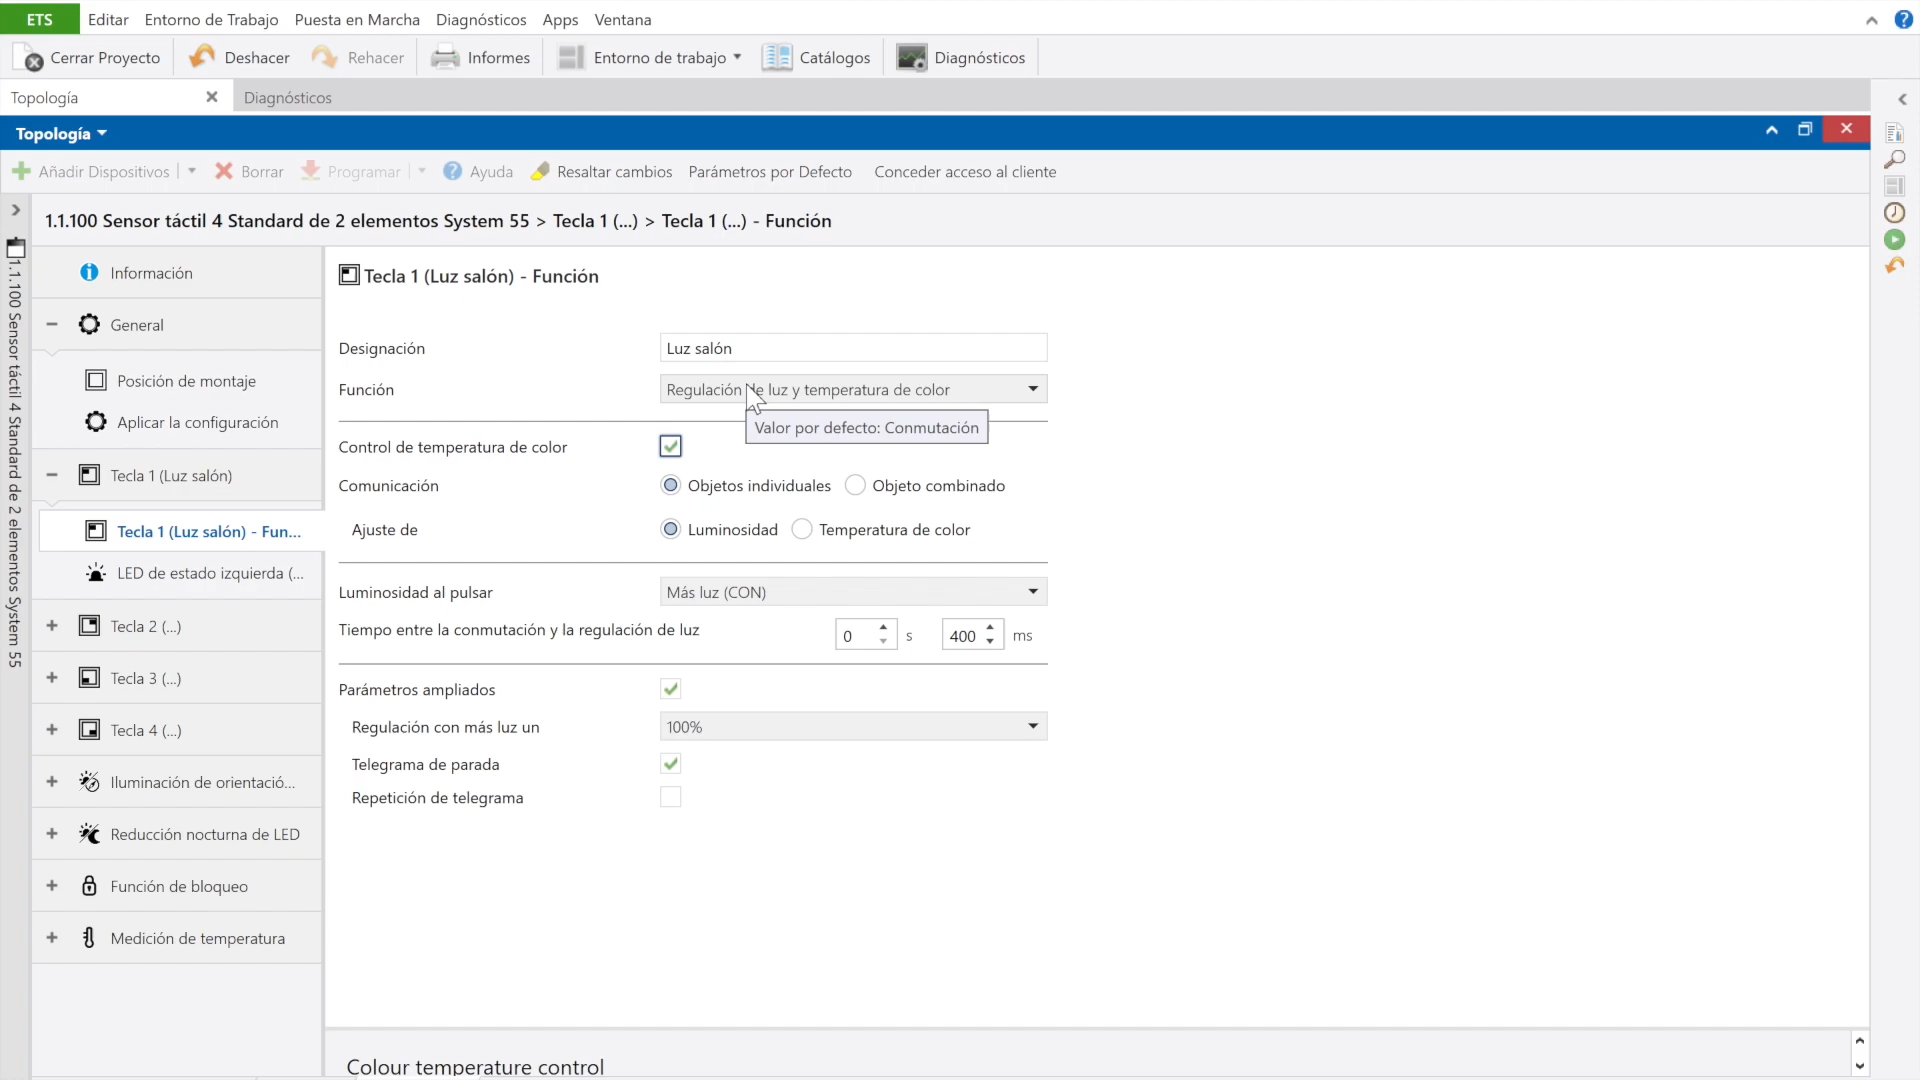 ETS Editar Entorno de Trabajo Puesta en Marcha Diagnósticos Apps Ventana
Cerrar Proyecto Deshacer Rehacer Informes Entorno de trabajo Catálogos Diagnósticos
Topología Diagnósticos
Topología
Añadir Dispositivos Borrar Programar Ayuda Resaltar cambios Parámetros por Defecto Conceder acceso al cliente
1.1.100 Sensor táctil 4 Standard de 2 elementos System 55 > Tecla 1 (...) > Tecla 1 (...) - Función
1.1.100 Sensor táctil 4 Standard de 2 elementos System 55
Información
General
Posición de montaje
Aplicar la configuración
Tecla 1 (Luz salón)
Tecla 1 (Luz salón) - Fun...
LED de estado izquierda (...
Tecla 2 (...)
Tecla 3 (...)
Tecla 4 (...)
Iluminación de orientació...
Reducción nocturna de LED
Función de bloqueo
Medición de temperatura
Tecla 1 (Luz salón) - Función
Designación Luz salón
Función Regulación de luz y temperatura de color
Valor por defecto: Conmutación
Control de temperatura de color
Comunicación Objetos individuales Objeto combinado
Ajuste de Luminosidad Temperatura de color
Luminosidad al pulsar Más luz (CON)
Tiempo entre la conmutación y la regulación de luz 0 s 400 ms
Parámetros ampliados
Regulación con más luz un 100%
Telegrama de parada
Repetición de telegrama
Colour temperature control